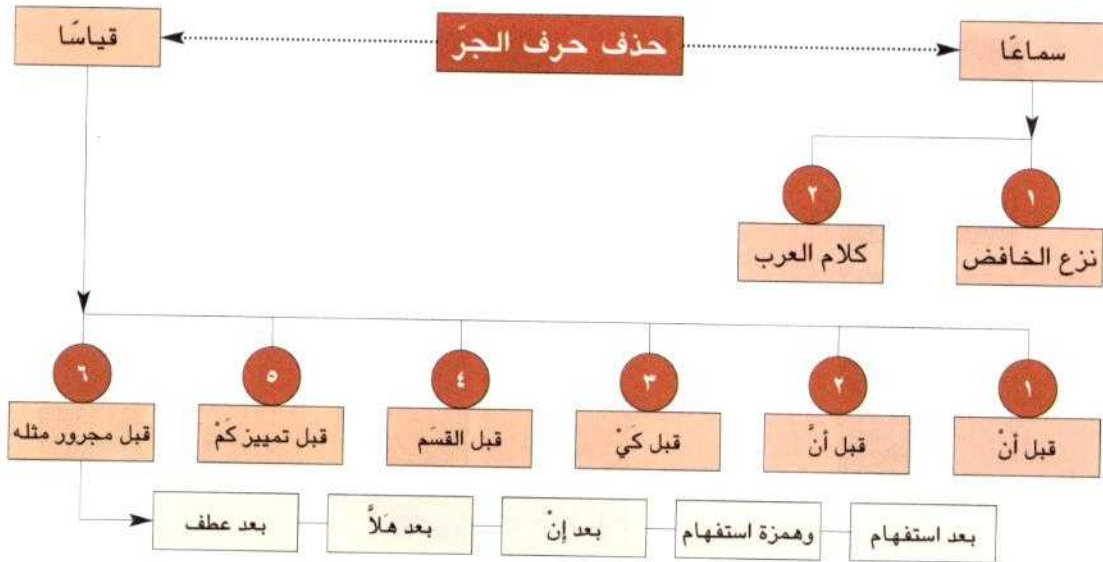 حذف حرف الجرّ
سماعًا
قياسًا
١
نزع الخافض
٢
كلام العرب
١
قبل أنْ
٢
قبل أنَّ
٣
قبل كَيْ
٤
قبل القسَم
٥
قبل تمييز كَمْ
٦
قبل مجرور مثله
بعد استفهام
وهمزة استفهام
بعد إنْ
بعد هَلاَّ
بعد عطف